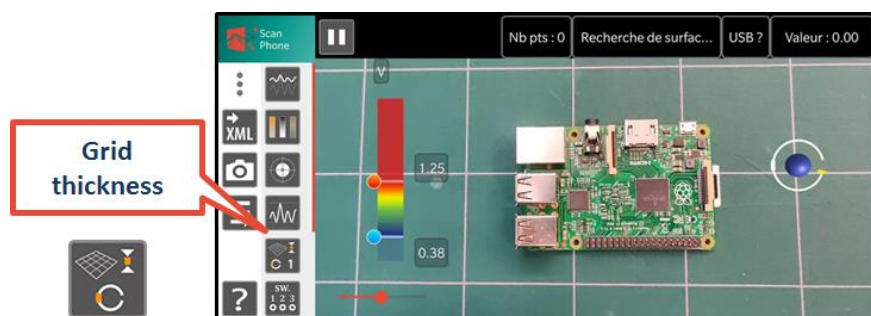 Scan
Phone
Nb pts : 0
Recherche de surfac...
USB ?
Valeur : 0.00
V
XML
Grid
thickness
1.25
0.38
C 1
?
SW.
1 2 3